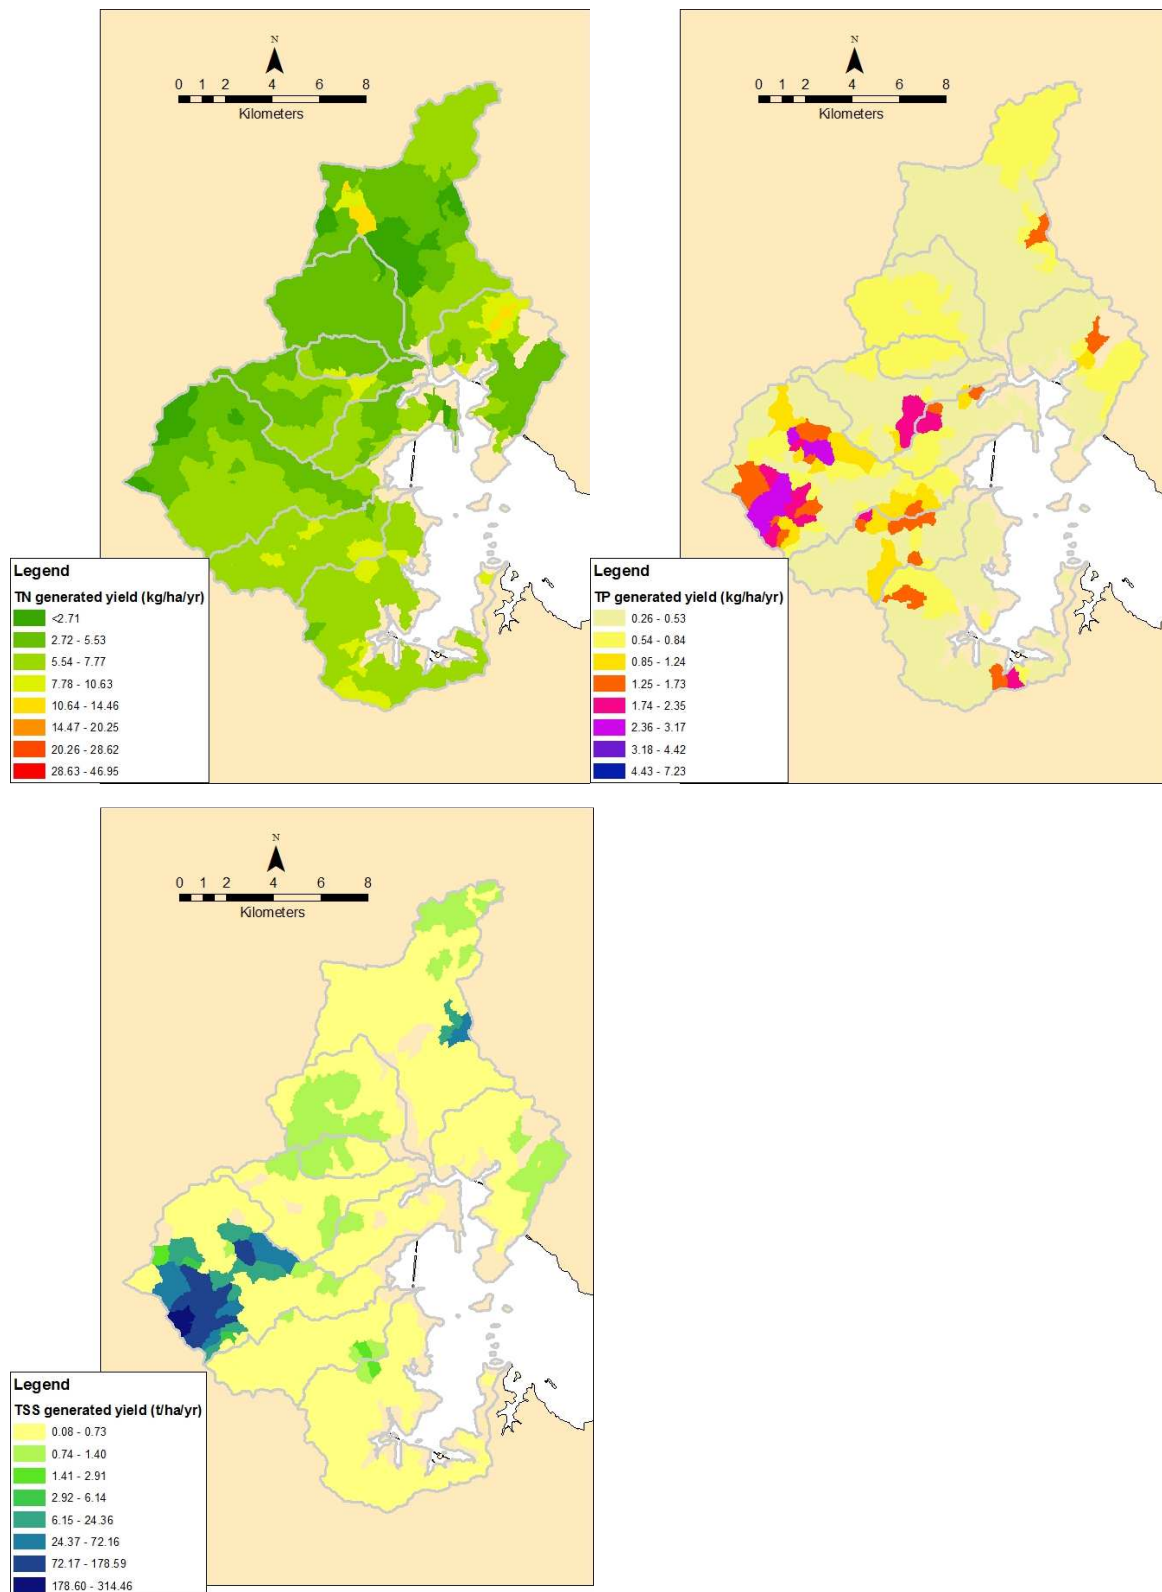 N
0 1 2 4 6 8
Kilometers
Legend
TN generated yield (kg/ha/yr)
<2.71
2.72 - 5.53
5.54 - 7.77
7.78 - 10.63
10.64 - 14.46
14.47 - 20.25
20.26 - 28.62
28.63 - 46.95
N
0 1 2 4 6 8
Kilometers
Legend
TP generated yield (kg/ha/yr)
0.26 - 0.53
0.54 - 0.84
0.85 - 1.24
1.25 - 1.73
1.74 - 2.35
2.36 - 3.17
3.18 - 4.42
4.43 - 7.23
N
0 1 2 4 6 8
Kilometers
Legend
TSS generated yield (t/ha/yr)
0.08 - 0.73
0.74 - 1.40
1.41 - 2.91
2.92 - 6.14
6.15 - 24.36
24.37 - 72.16
72.17 - 178.59
178.60 - 314.46